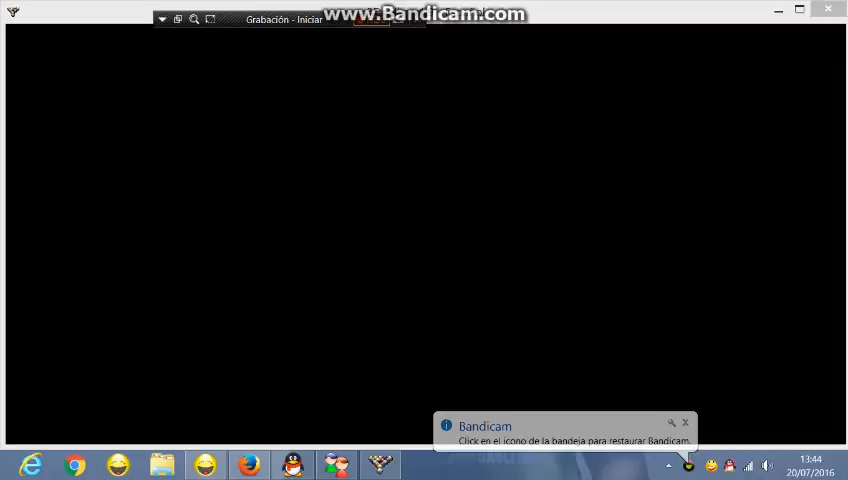 www.Bandicam.com
Grabación - Iniciar
Bandicam
Click en el icono de la bandeja para restaurar Bandicam.
13:44
20/07/2016